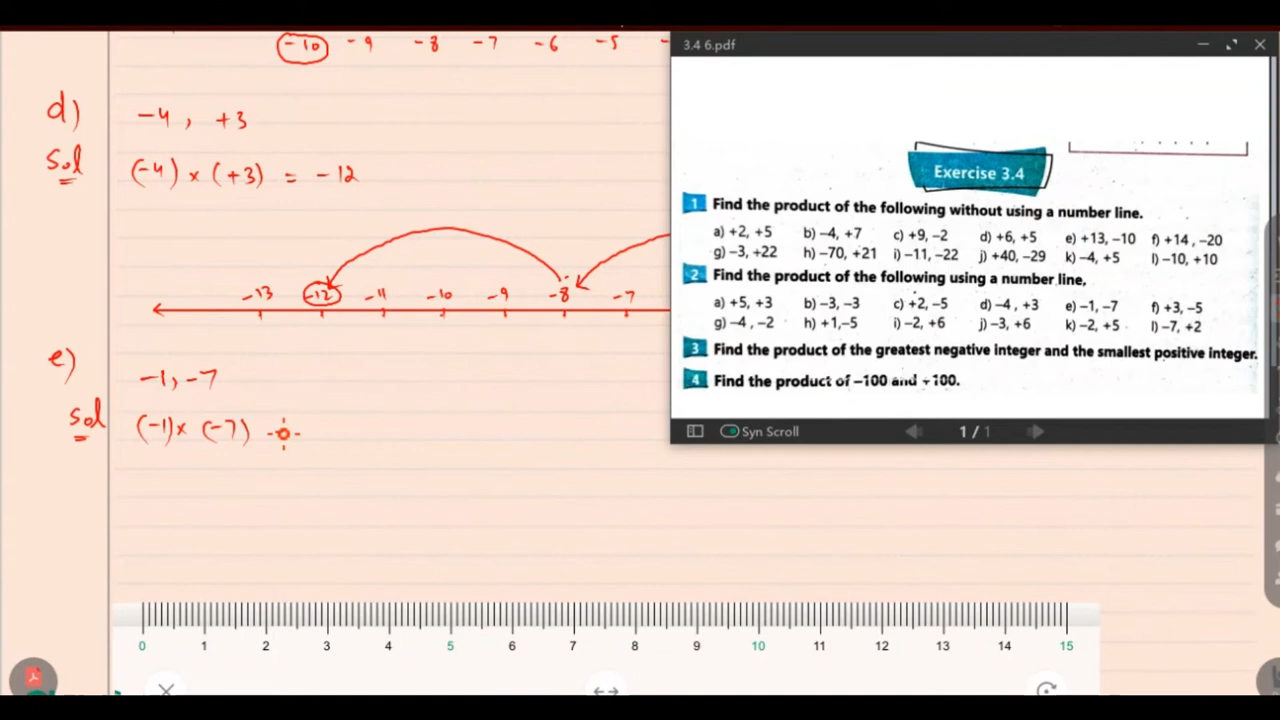 -10 -9 -8 -7 -6 -5
d) -4, +3
Sol (-4) × (+3) = -12
-13 -12 -11 -10 -9 -8 -7
e) -1, -7
Sol (-1) × (-7)
3.4 6.pdf
Exercise 3.4
1 Find the product of the following without using a number line.
a) +2, +5 b) -4, +7 c) +9, -2 d) +6, +5 e) +13, -10 f) +14, -20
g) -3, +22 h) -70, +21 i) -11, -22 j) +40, -29 k) -4, +5 l) -10, +10
2 Find the product of the following using a number line,
a) +5, +3 b) -3, -3 c) +2, -5 d) -4, +3 e) -1, -7 f) +3, -5
g) -4, -2 h) +1, -5 i) -2, +6 j) -3, +6 k) -2, +5 l) -7, +2
3 Find the product of the greatest negative integer and the smallest positive integer.
4 Find the product of -100 and +100.
Syn Scroll 1 / 1
0 1 2 3 4 5 6 7 8 9 10 11 12 13 14 15